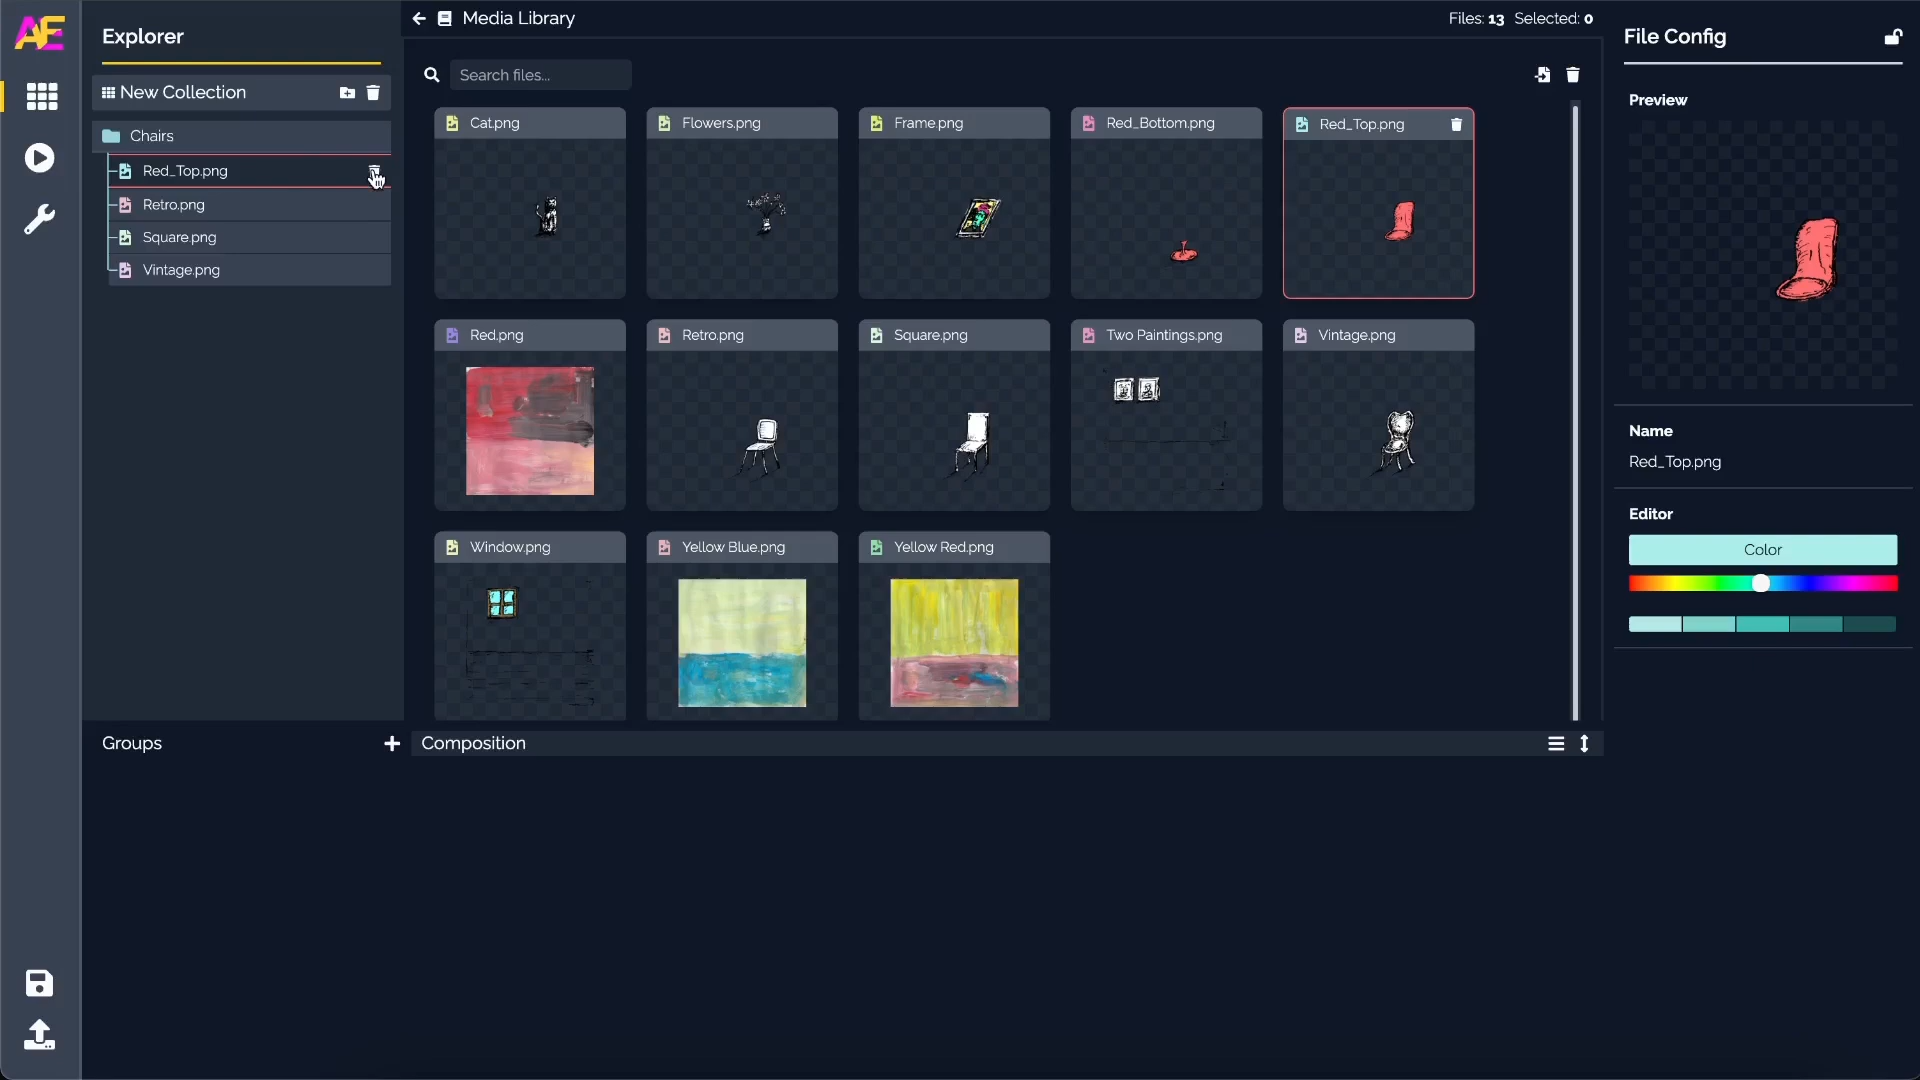 AE
Explorer
New Collection
Chairs
Red_Top.png
Retro.png
Square.png
Vintage.png
Media Library
Files: 13 Selected: 0
Search files...
Cat.png
Flowers.png
Frame.png
Red_Bottom.png
Red_Top.png
Red.png
Retro.png
Square.png
Two Paintings.png
Vintage.png
Window.png
Yellow Blue.png
Yellow Red.png
File Config
Preview
Name
Red_Top.png
Editor
Color
Groups
Composition